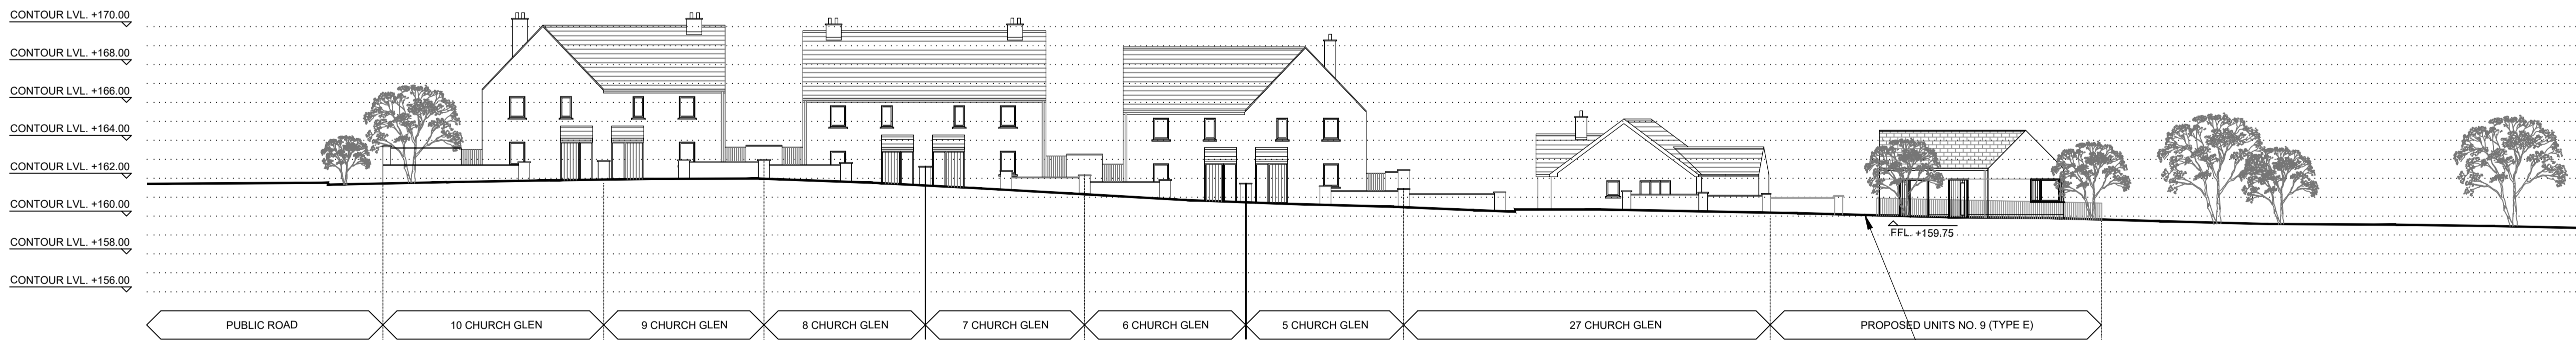 CONTOUR LVL. +170.00
CONTOUR LVL. +168.00
CONTOUR LVL. +166.00
CONTOUR LVL. +164.00
CONTOUR LVL. +162.00
CONTOUR LVL. +160.00
CONTOUR LVL. +158.00
CONTOUR LVL. +156.00
FFL. +159.75
PUBLIC ROAD
10 CHURCH GLEN
9 CHURCH GLEN
8 CHURCH GLEN
7 CHURCH GLEN
6 CHURCH GLEN
5 CHURCH GLEN
27 CHURCH GLEN
PROPOSED UNITS NO. 9 (TYPE E)